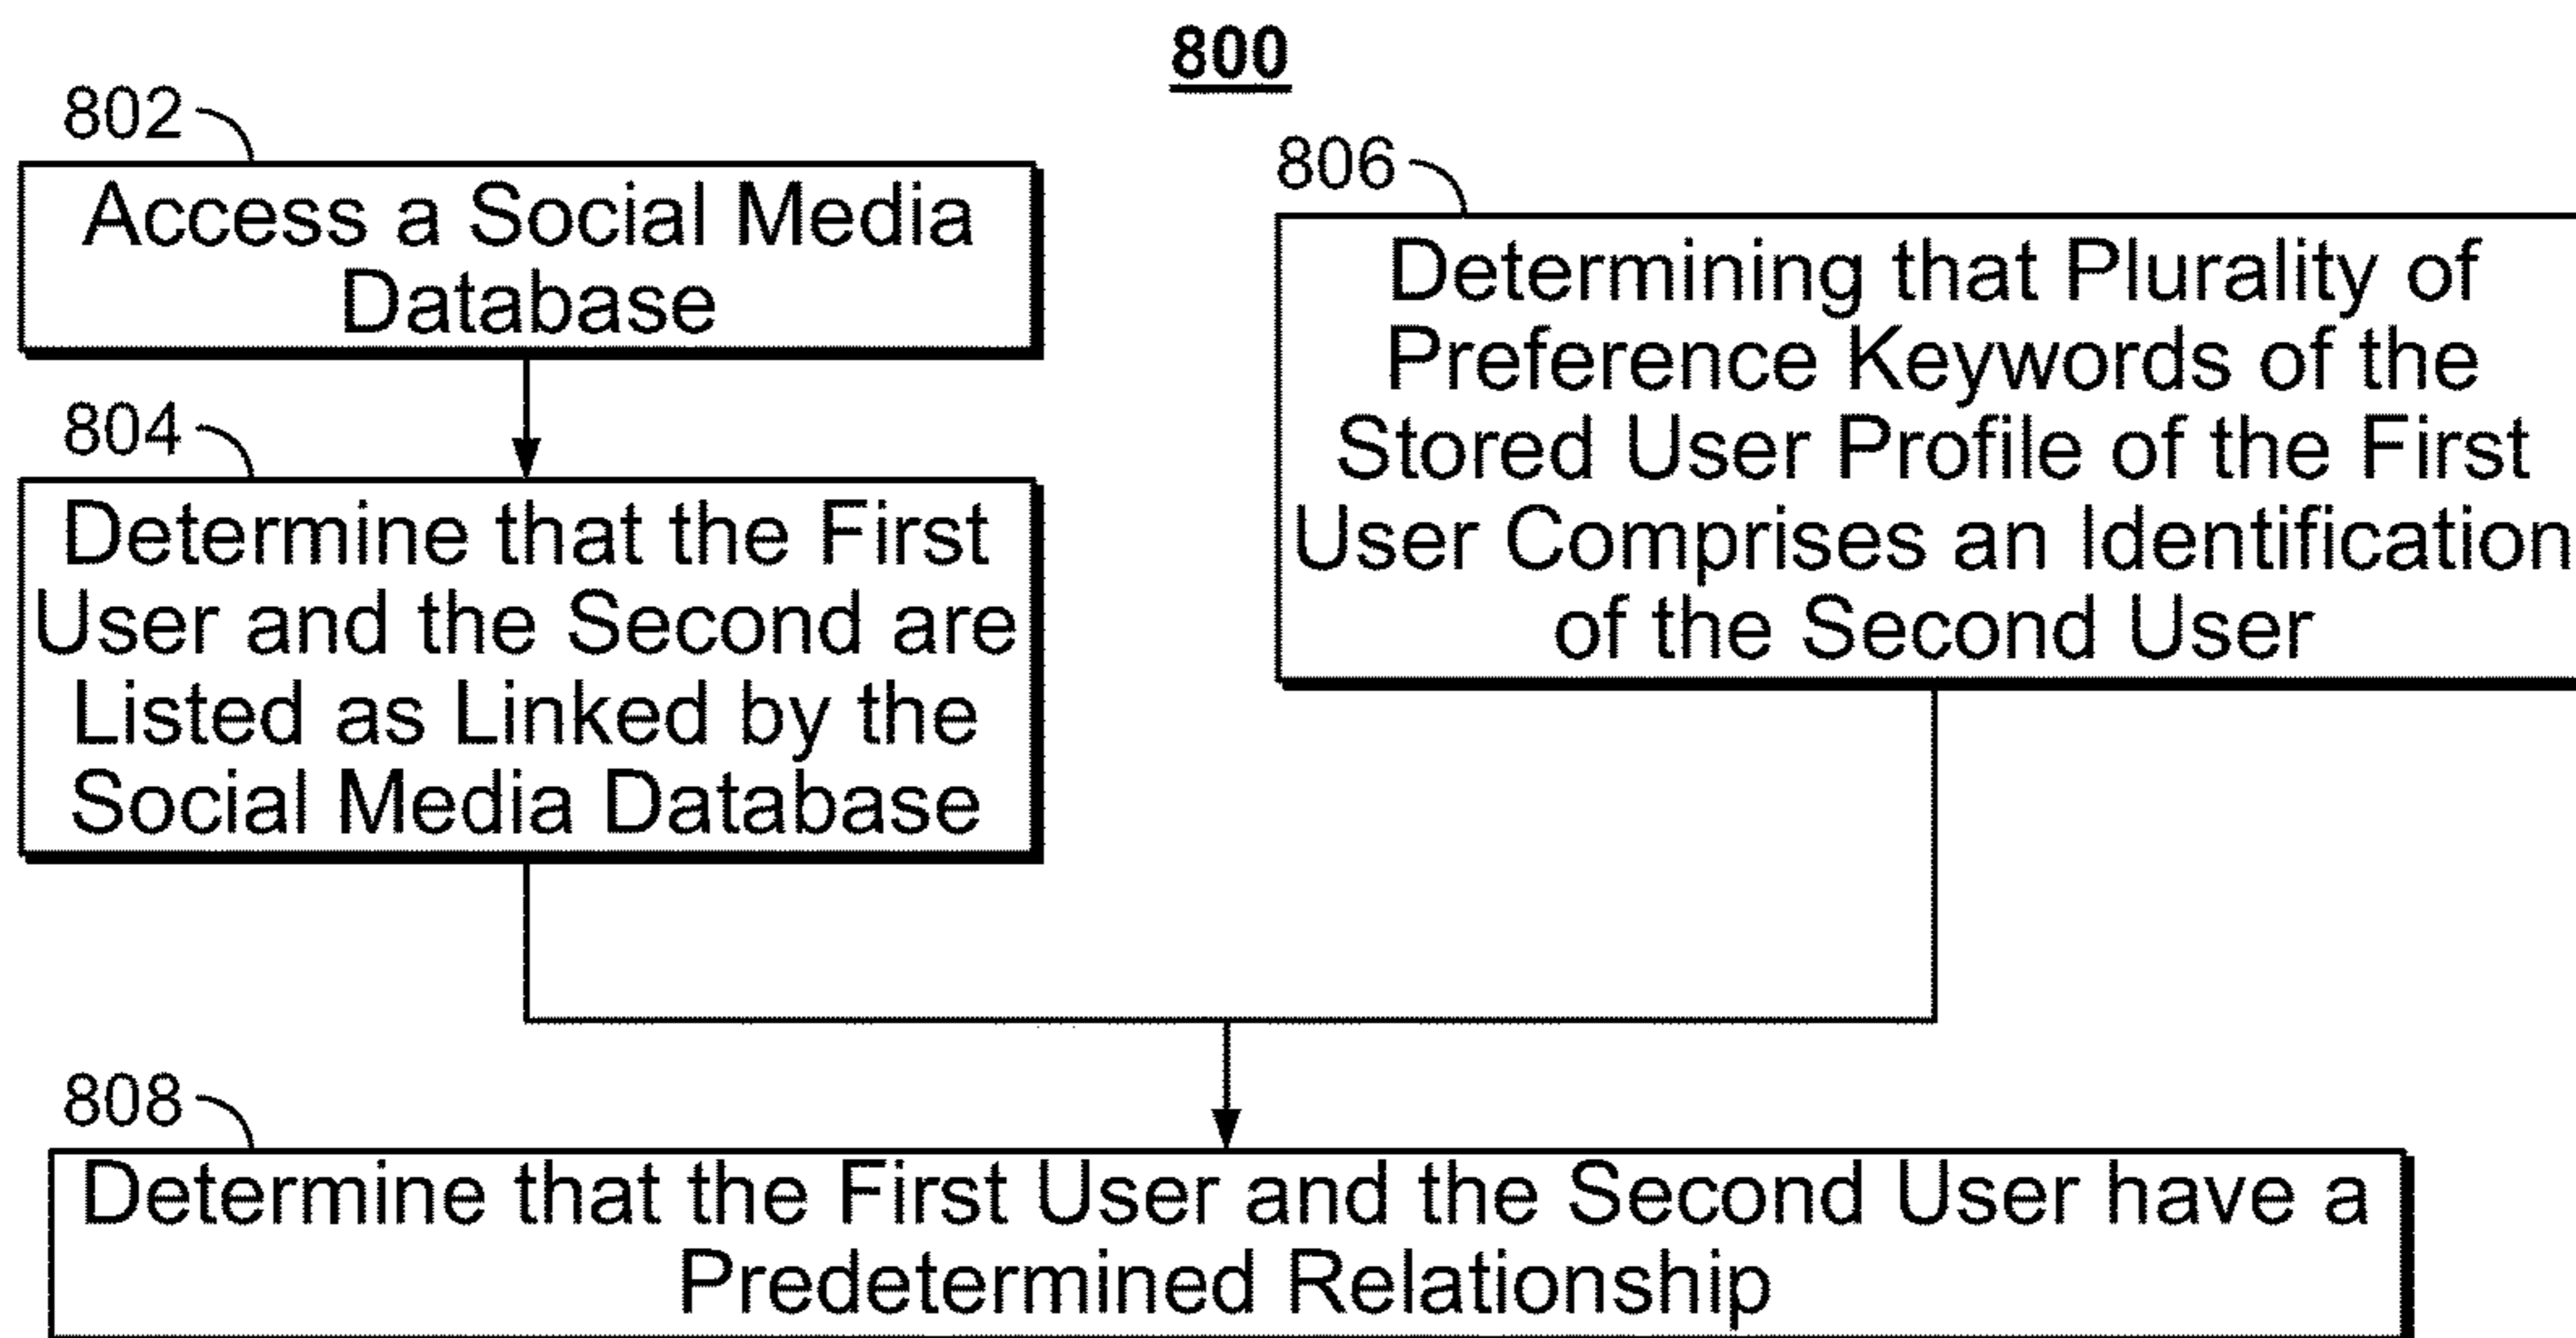 800
802
Access a Social Media
Database
804
Determine that the First
User and the Second are
Listed as Linked by the
Social Media Database
806
Determining that Plurality of
Preference Keywords of the
Stored User Profile of the First
User Comprises an Identification
of the Second User
808
Determine that the First User and the Second User have a
Predetermined Relationship